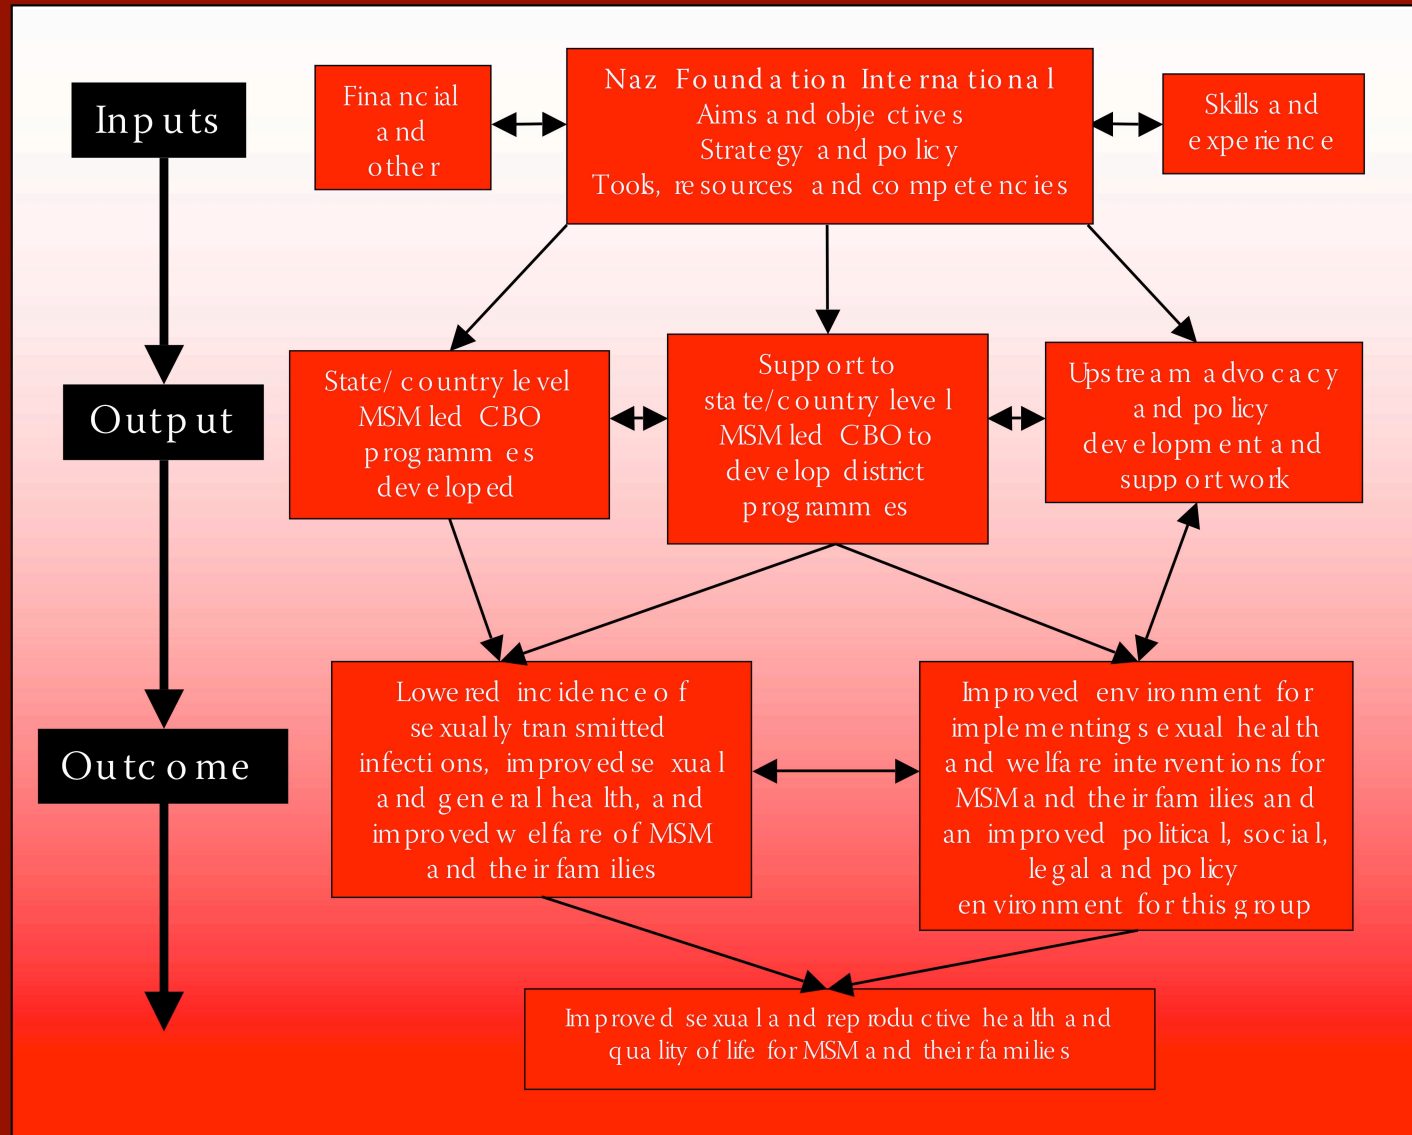 Inputs
Financial
and
other
Naz Foundation International
Aims and objectives
Strategy and policy
Tools, resources and competencies
Skills and
experience
Output
State/country level
MSM led CBO
programmes
developed
Support to
state/country level
MSM led CBO to
develop district
programmes
Upstream advocacy
and policy
development and
support work
Outcome
Lowered incidence of
sexually transmitted
infections, improved sexual
and general health, and
improved welfare of MSM
and their families
Improved environment for
implementing sexual health
and welfare interventions for
MSM and their families and
an improved political, social,
legal and policy
environment for this group
Improved sexual and reproductive health and
quality of life for MSM and their families